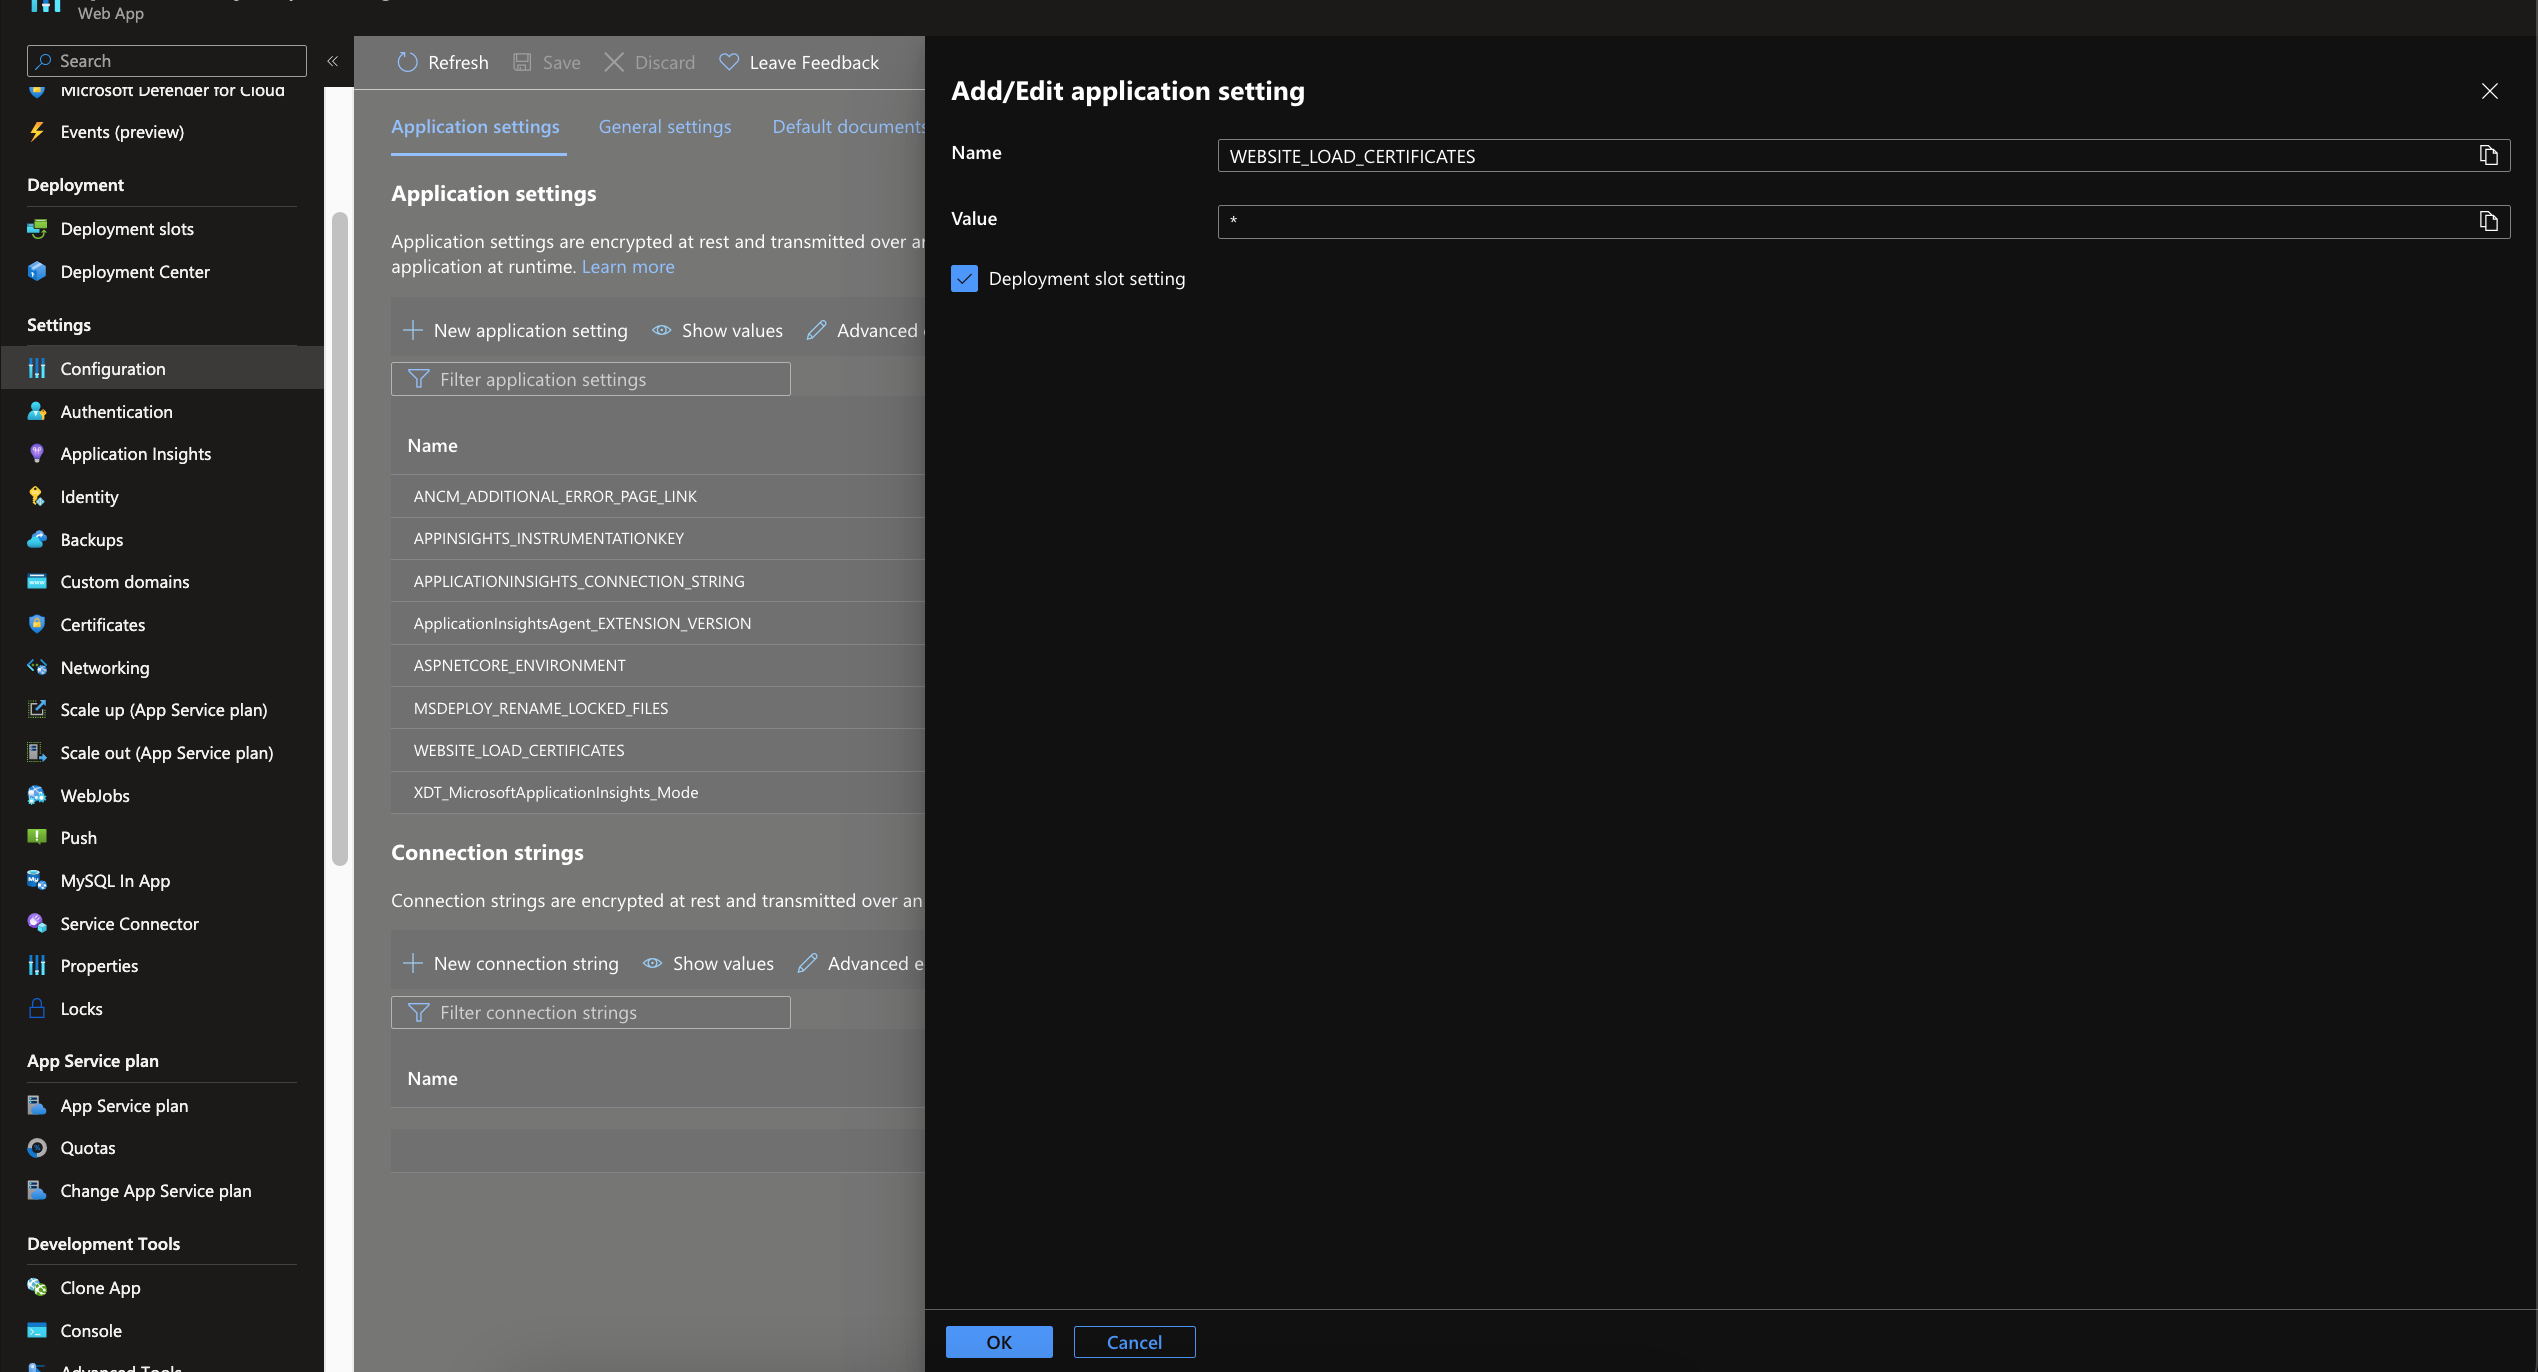 Web App
Search
«
Microsoft Defender for Cloud
Events (preview)
Deployment
Deployment slots
Deployment Center
Settings
Configuration
Authentication
Application Insights
Identity
Backups
Custom domains
Certificates
Networking
Scale up (App Service plan)
Scale out (App Service plan)
WebJobs
Push
MySQL In App
Service Connector
Properties
Locks
App Service plan
App Service plan
Quotas
Change App Service plan
Development Tools
Clone App
Console
Advanced Tools
Refresh Save Discard Leave Feedback
Application settings General settings Default documents
Application settings
Application settings are encrypted at rest and transmitted over
application at runtime. Learn more
New application setting Show values Advanced
Filter application settings
Name
ANCM_ADDITIONAL_ERROR_PAGE_LINK
APPINSIGHTS_INSTRUMENTATIONKEY
APPLICATIONINSIGHTS_CONNECTION_STRING
ApplicationInsightsAgent_EXTENSION_VERSION
ASPNETCORE_ENVIRONMENT
MSDEPLOY_RENAME_LOCKED_FILES
WEBSITE_LOAD_CERTIFICATES
XDT_MicrosoftApplicationInsights_Mode
Connection strings
Connection strings are encrypted at rest and transmitted over an
New connection string Show values Advanced e
Filter connection strings
Name
Add/Edit application setting
Name WEBSITE_LOAD_CERTIFICATES
Value *
Deployment slot setting
OK Cancel